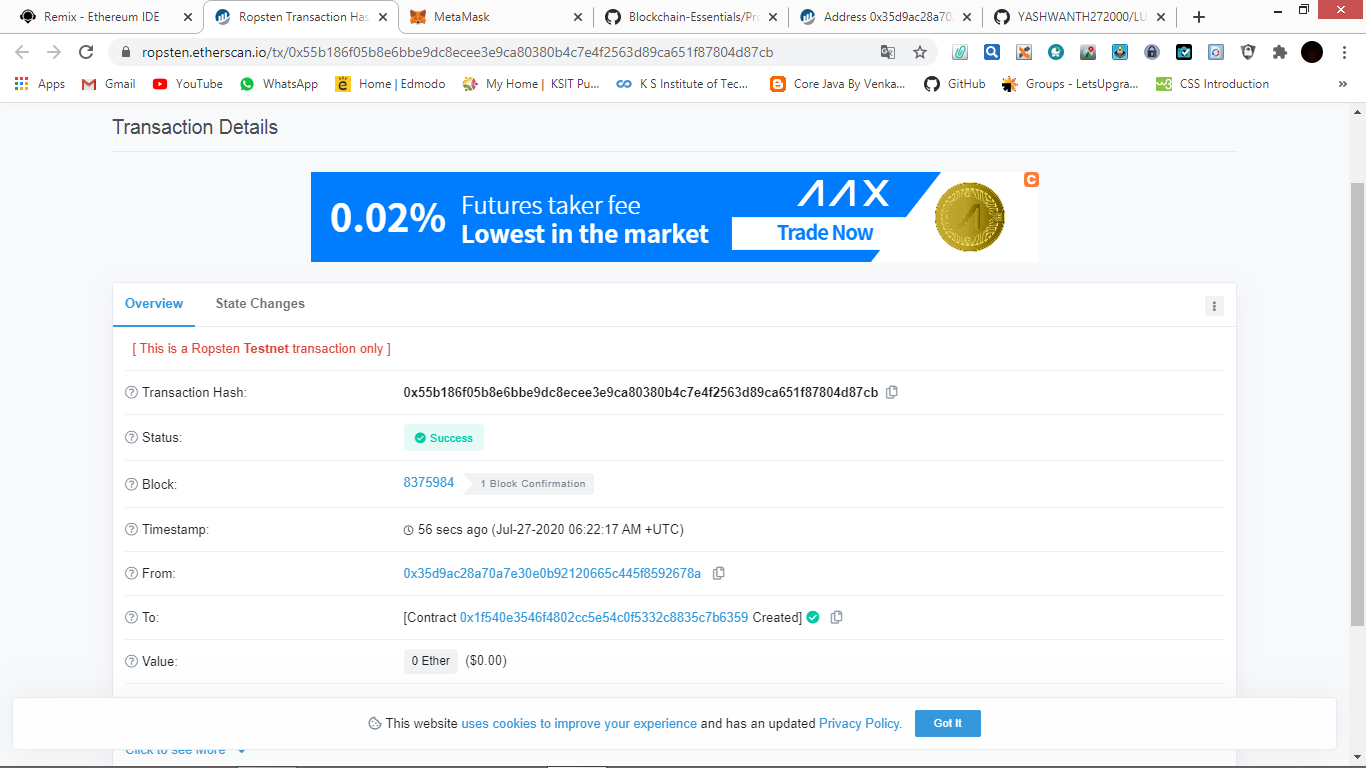 Remix - Ethereum IDE
Ropsten Transaction Has
MetaMask
Blockchain-Essentials/Pro
Address 0x35d9ac28a70
YASHWANTH272000/LU
ropsten.etherscan.io/tx/0x55b186f05b8e6bbe9dc8ecee3e9ca80380b4c7e4f2563d89ca651f87804d87cb
Apps
Gmail
YouTube
WhatsApp
Home | Edmodo
My Home | KSIT Pu...
K S Institute of Tec...
Core Java By Venka...
GitHub
Groups - LetsUpgra...
CSS Introduction
»
Transaction Details
0.02%
Futures taker fee
Lowest in the market
AAX
Trade Now
Overview
State Changes
[ This is a Ropsten Testnet transaction only ]
Transaction Hash:
0x55b186f05b8e6bbe9dc8ecee3e9ca80380b4c7e4f2563d89ca651f87804d87cb
Status:
Success
Block:
8375984
1 Block Confirmation
Timestamp:
56 secs ago (Jul-27-2020 06:22:17 AM +UTC)
From:
0x35d9ac28a70a7e30e0b92120665c445f8592678a
To:
[Contract 0x1f540e3546f4802cc5e54c0f5332c8835c7b6359 Created]
Value:
0 Ether
($0.00)
This website uses cookies to improve your experience and has an updated Privacy Policy.
Got It
Click to see More